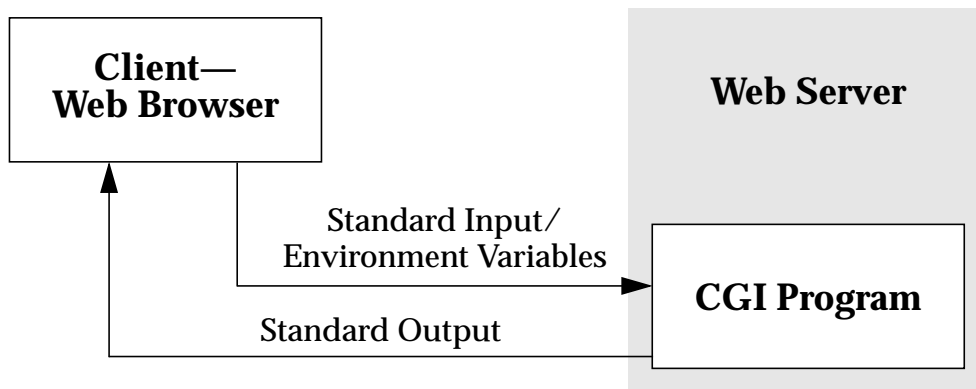 Client—
Web Browser
Web Server
Standard Input/
Environment Variables
CGI Program
Standard Output